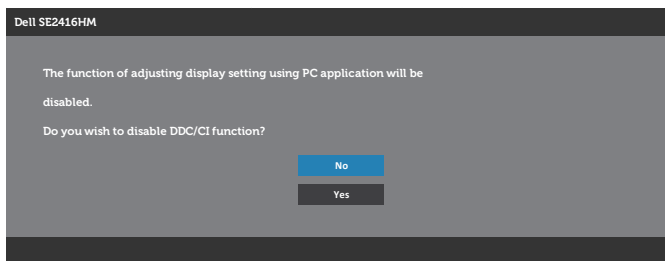 Dell SE2416HM
The function of adjusting display setting using PC application will be
disabled.
Do you wish to disable DDC/CI function?
No
Yes